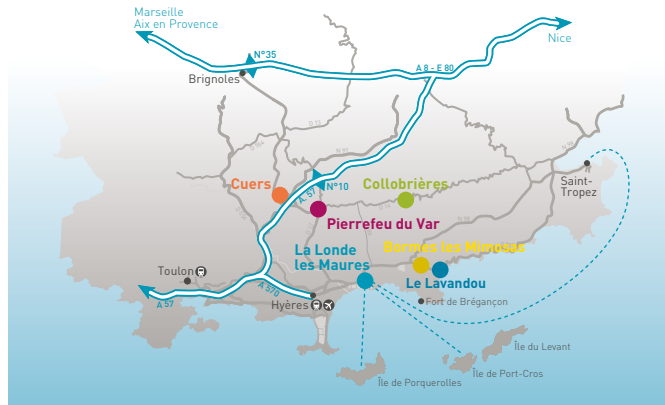 Marseille
Aix en Provence
Nice
N°35
A 8 - E 80
Brignoles
Cuers
A. 57
N°10
Collobrières
Saint-
Tropez
Pierrefeu du Var
La Londe
les Maures
Bormes les Mimosas
Toulon
Le Lavandou
A 570
A 57
Hyères
Fort de Brégançon
Île du Levant
Île de Port-Cros
Île de Porquerolles